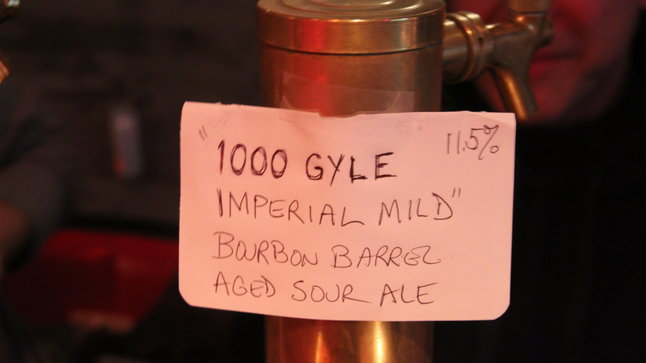 "1000 GYLE 11.5%
IMPERIAL MILD"
BOURBON BARREL
AGED SOUR ALE